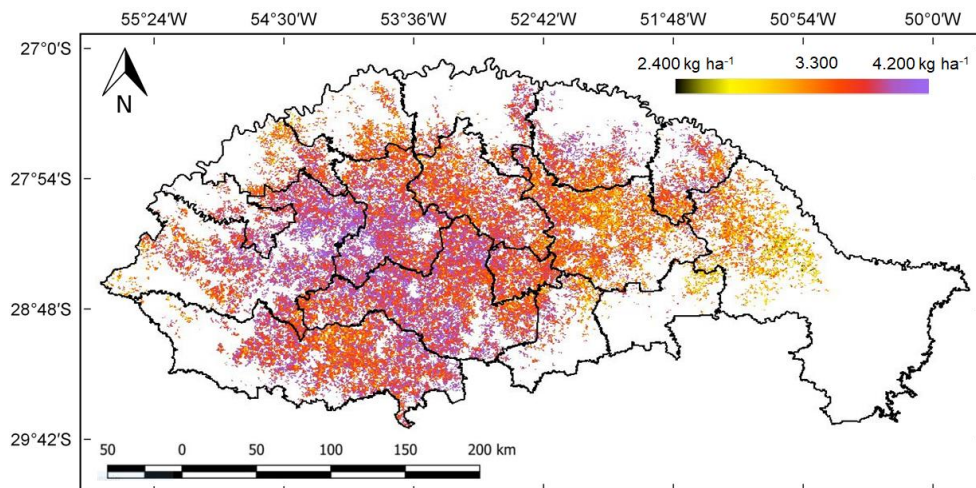 55°24'W 54°30'W 53°36'W 52°42'W 51°48'W 50°54'W 50°0'W
27°0'S
2.400 kg ha⁻¹ 3.300 4.200 kg ha⁻¹
N
27°54'S
28°48'S
29°42'S
50 0 50 100 150 200 km